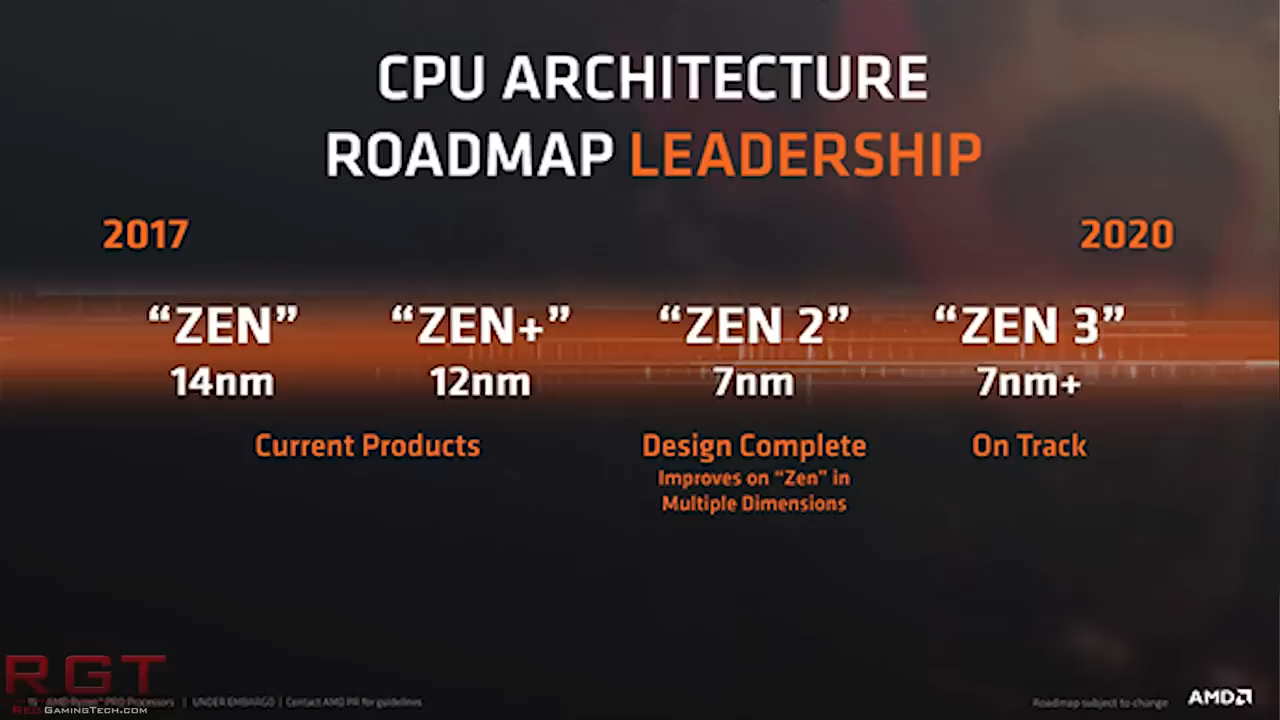 CPU ARCHITECTURE
ROADMAP LEADERSHIP
2017
2020
“ZEN”
“ZEN+”
“ZEN 2”
“ZEN 3”
14nm
12nm
7nm
7nm+
Current Products
Design Complete
On Track
Improves on “Zen” in
Multiple Dimensions
RGT
REDGAMINGTECH.COM
AMD Ryzen™ PRO Processors | UNDER EMBARGO | Contact AMD PR for guidelines
Roadmap subject to change
AMD